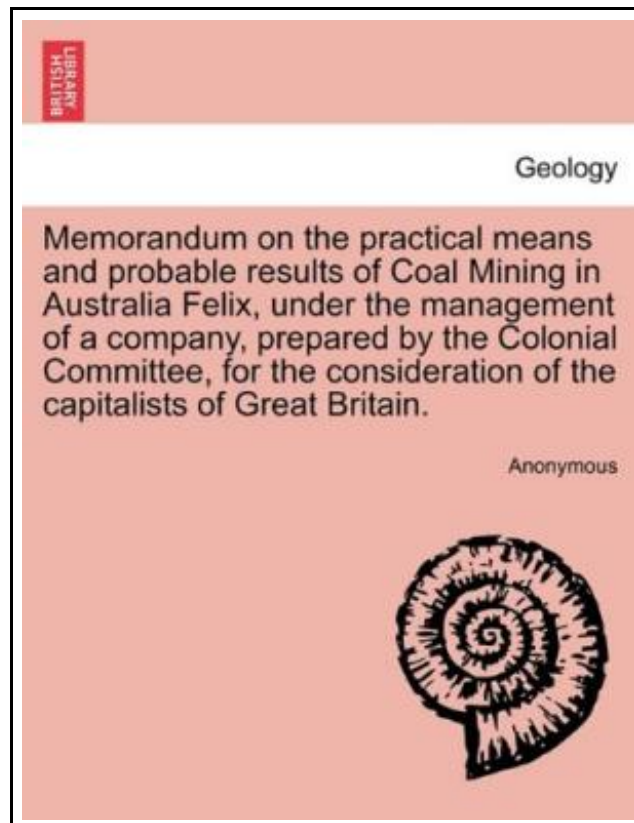 BRITISH
LIBRARY
Geology
Memorandum on the practical means
and probable results of Coal Mining in
Australia Felix, under the management
of a company, prepared by the Colonial
Committee, for the consideration of the
capitalists of Great Britain.
Anonymous